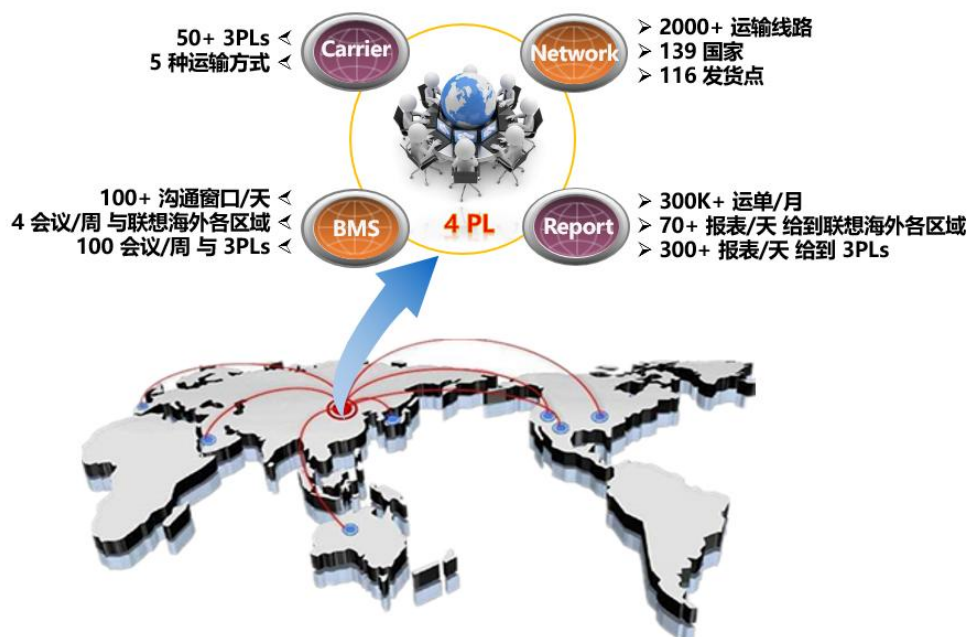 50+ 3PLs
5 种运输方式
Carrier
Network
2000+ 运输线路
139 国家
116 发货点
100+ 沟通窗口/天
4 会议/周 与联想海外各区域
100 会议/周 与 3PLs
BMS
4 PL
Report
300K+ 运单/月
70+ 报表/天 给到联想海外各区域
300+ 报表/天 给到 3PLs